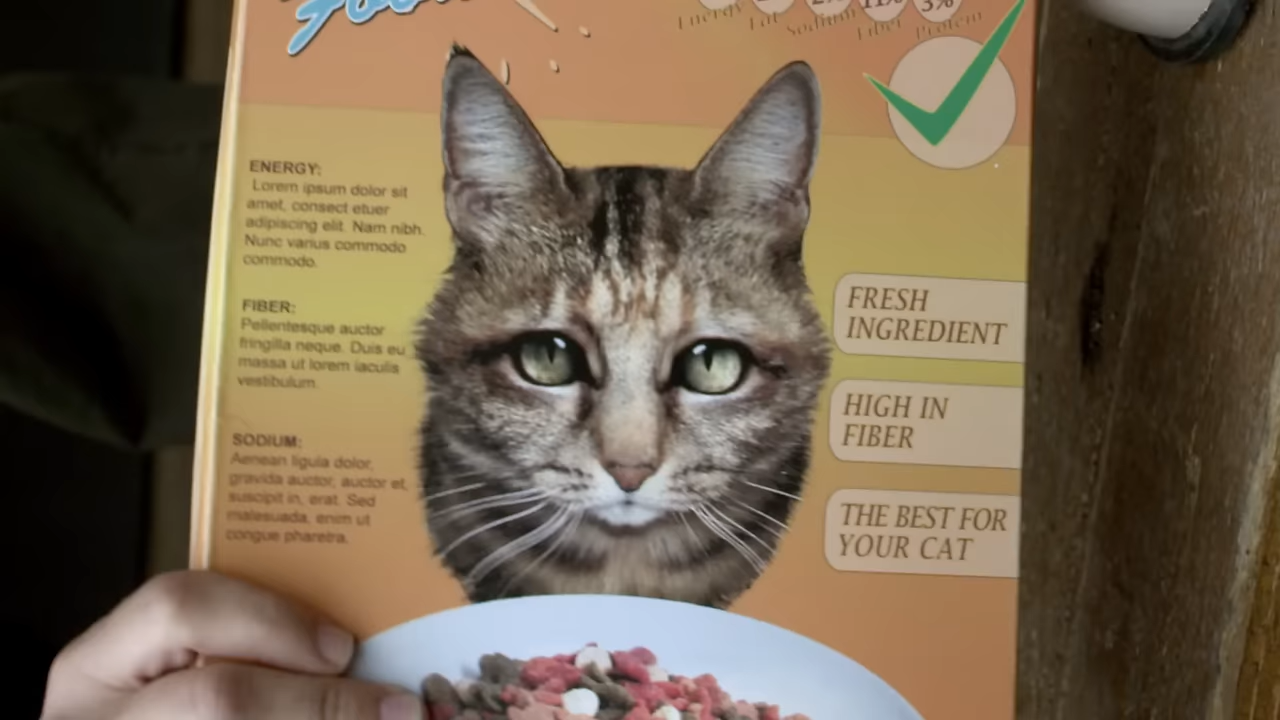 Food
2% 11% 3%
Energy Fat Sodium Fiber Protein
ENERGY:
Lorem ipsum dolor sit
amet, consect etuer
adipiscing elit. Nam nibh.
Nunc varius commodo
commodo.
FIBER:
Pellentesque auctor
fringilla neque. Duis eu
massa ut lorem iaculis
vestibulum.
SODIUM:
Aenean ligula dolor,
gravida auctor, auctor et,
suscipit in, erat. Sed
malesuada, enim ut
congue pharetra.
FRESH
INGREDIENT
HIGH IN
FIBER
THE BEST FOR
YOUR CAT